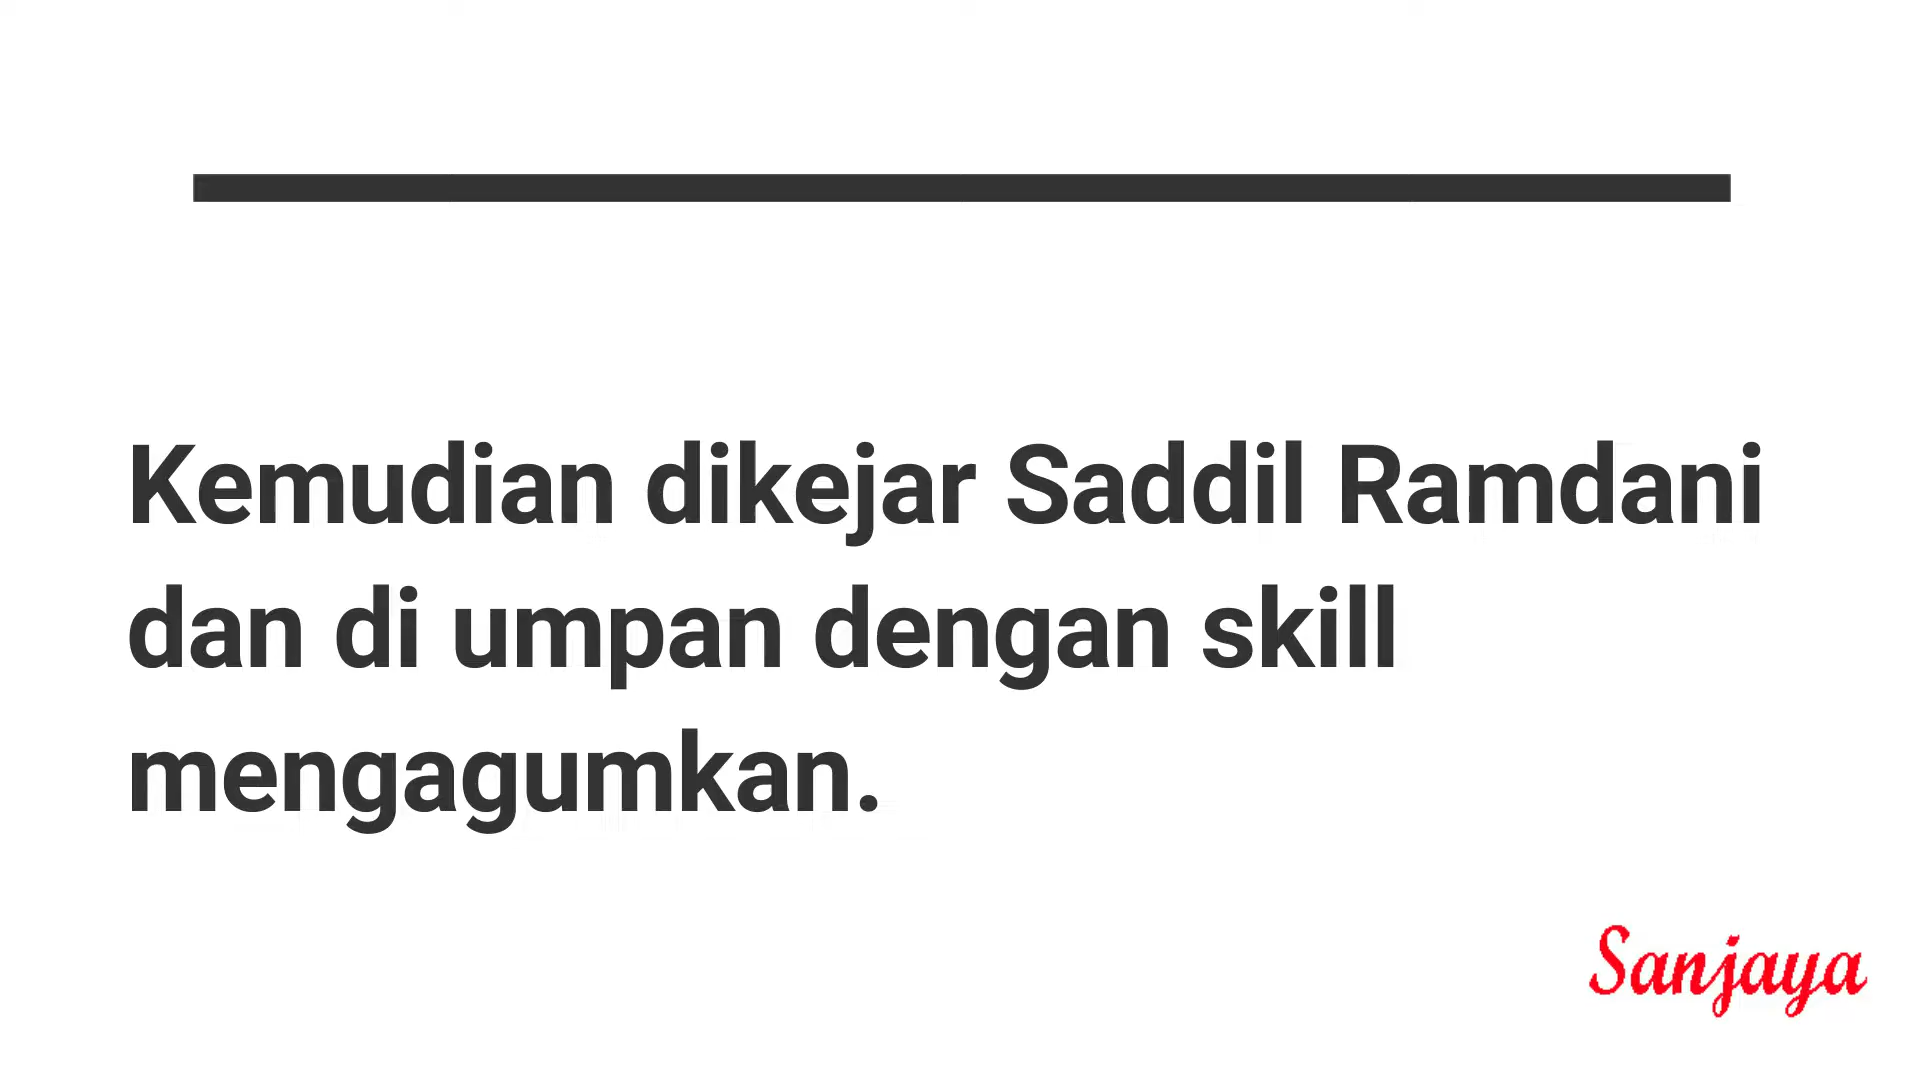 Kemudian dikejar Saddil Ramdani
dan di umpan dengan skill
mengagumkan.
Sanjaya